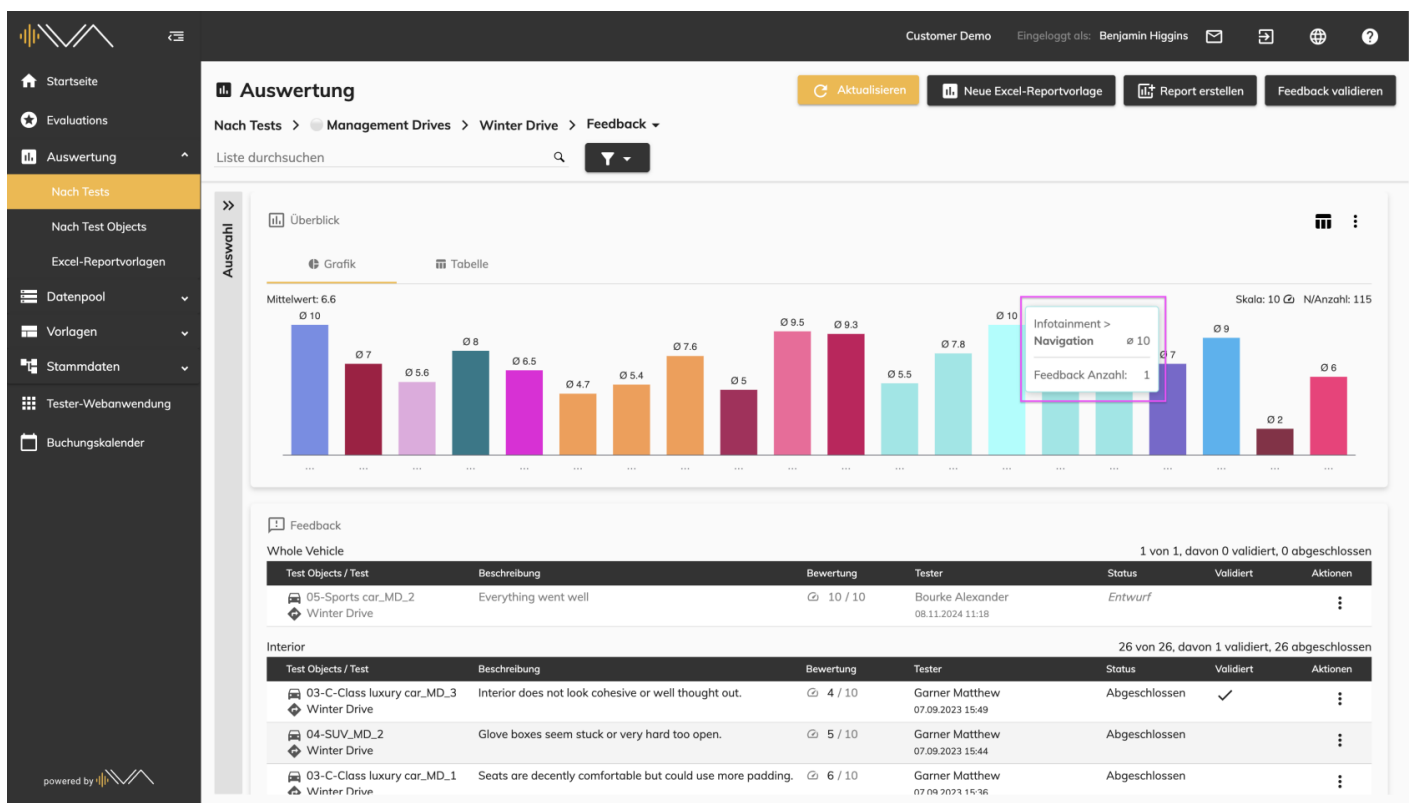 Customer Demo Eingeloggt als: Benjamin Higgins
Startseite
Evaluations
Auswertung
Nach Tests
Nach Test Objects
Excel-Reportvorlagen
Datenpool
Vorlagen
Stammdaten
Tester-Webanwendung
Buchungskalender
powered by
Auswertung
Aktualisieren Neue Excel-Reportvorlage Report erstellen Feedback validieren
Nach Tests > Management Drives > Winter Drive > Feedback
Liste durchsuchen
Auswahl
Überblick
Grafik Tabelle
Mittelwert: 6.6 Skala: 10 N/Anzahl: 115
Ø 10 Ø 7 Ø 5.6 Ø 8 Ø 6.5 Ø 4.7 Ø 5.4 Ø 7.6 Ø 5 Ø 9.5 Ø 9.3 Ø 5.5 Ø 7.8 Ø 10 7 Ø 9 Ø 2 Ø 6
Infotainment >
Navigation ø 10
Feedback Anzahl: 1
... ... ... ... ... ... ... ... ... ... ... ... ... ... ... ... ... ... ... ...
Feedback
Whole Vehicle 1 von 1, davon 0 validiert, 0 abgeschlossen
Test Objects / Test Beschreibung Bewertung Tester Status Validiert Aktionen
05-Sports car_MD_2 Everything went well 10 / 10 Bourke Alexander Entwurf
Winter Drive 08.11.2024 11:18
Interior 26 von 26, davon 1 validiert, 26 abgeschlossen
Test Objects / Test Beschreibung Bewertung Tester Status Validiert Aktionen
03-C-Class luxury car_MD_3 Interior does not look cohesive or well thought out. 4 / 10 Garner Matthew Abgeschlossen
Winter Drive 07.09.2023 15:49
04-SUV_MD_2 Glove boxes seem stuck or very hard too open. 5 / 10 Garner Matthew Abgeschlossen
Winter Drive 07.09.2023 15:44
03-C-Class luxury car_MD_1 Seats are decently comfortable but could use more padding. 6 / 10 Garner Matthew Abgeschlossen
Winter Drive 07.09.2023 15:36